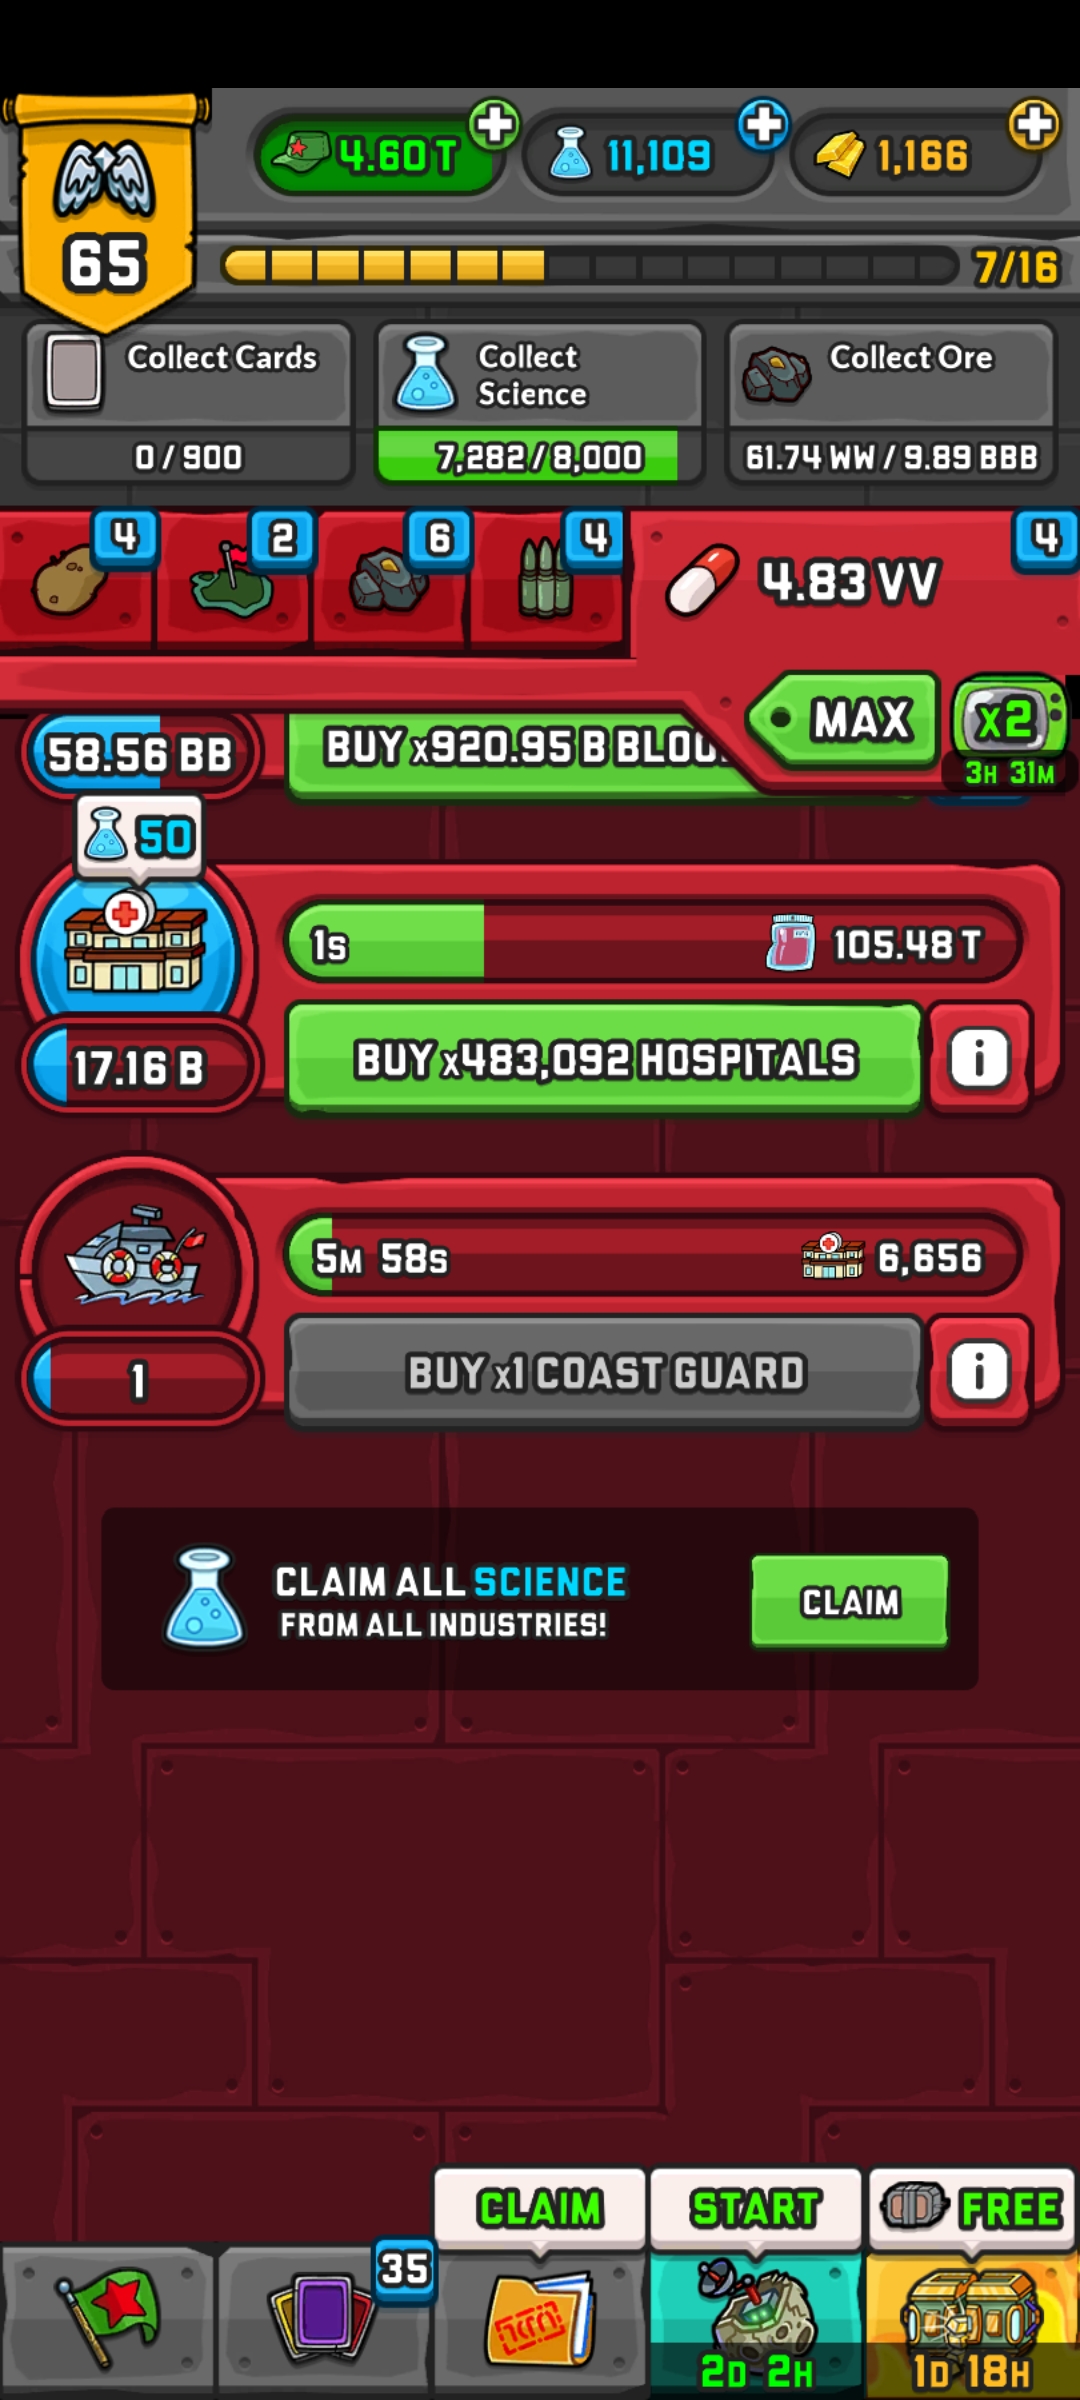 4.60 T
11,109
1,166
65
7/16
Collect Cards
Collect
Science
Collect Ore
0 / 900
7,282 / 8,000
61.74 WW / 9.89 BBB
4
2
6
4
4.83 VV
4
MAX
x2
3H 31M
58.56 BB
BUY x920.95 B BLOO
50
1s
105.48 T
17.16 B
BUY x483,092 HOSPITALS
i
5M 58s
6,656
1
BUY x1 COAST GUARD
i
CLAIM ALL SCIENCE
FROM ALL INDUSTRIES!
CLAIM
CLAIM
START
FREE
35
2D 2H
1D 18H